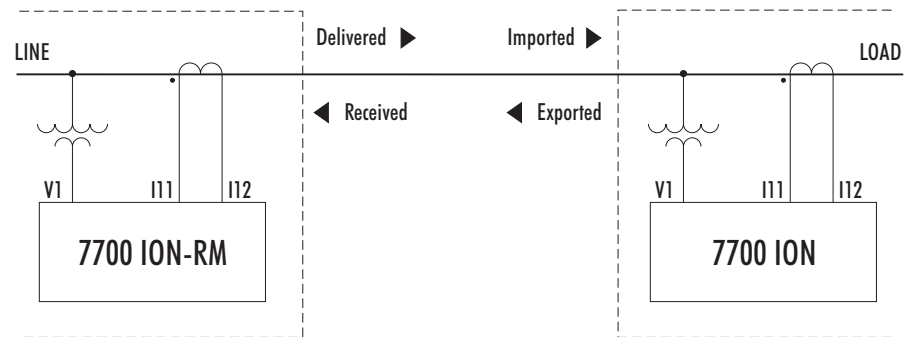 LINE
Delivered
Imported
LOAD
Received
Exported
V1
I11
I12
V1
I11
I12
7700 ION-RM
7700 ION